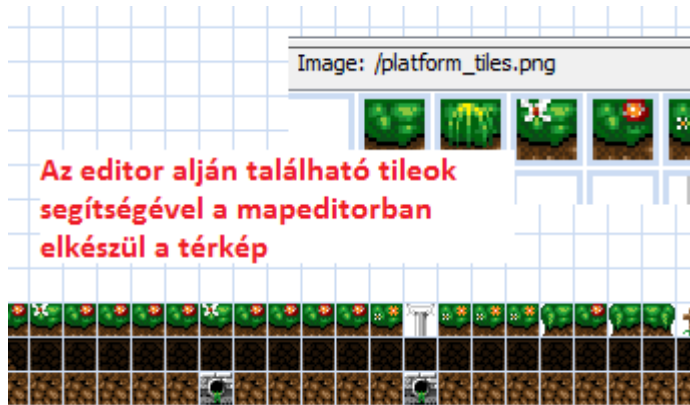 Image: /platform_tiles.png
Az editor alján található tileok
segítségével a mapeditorban
elkészül a térkép